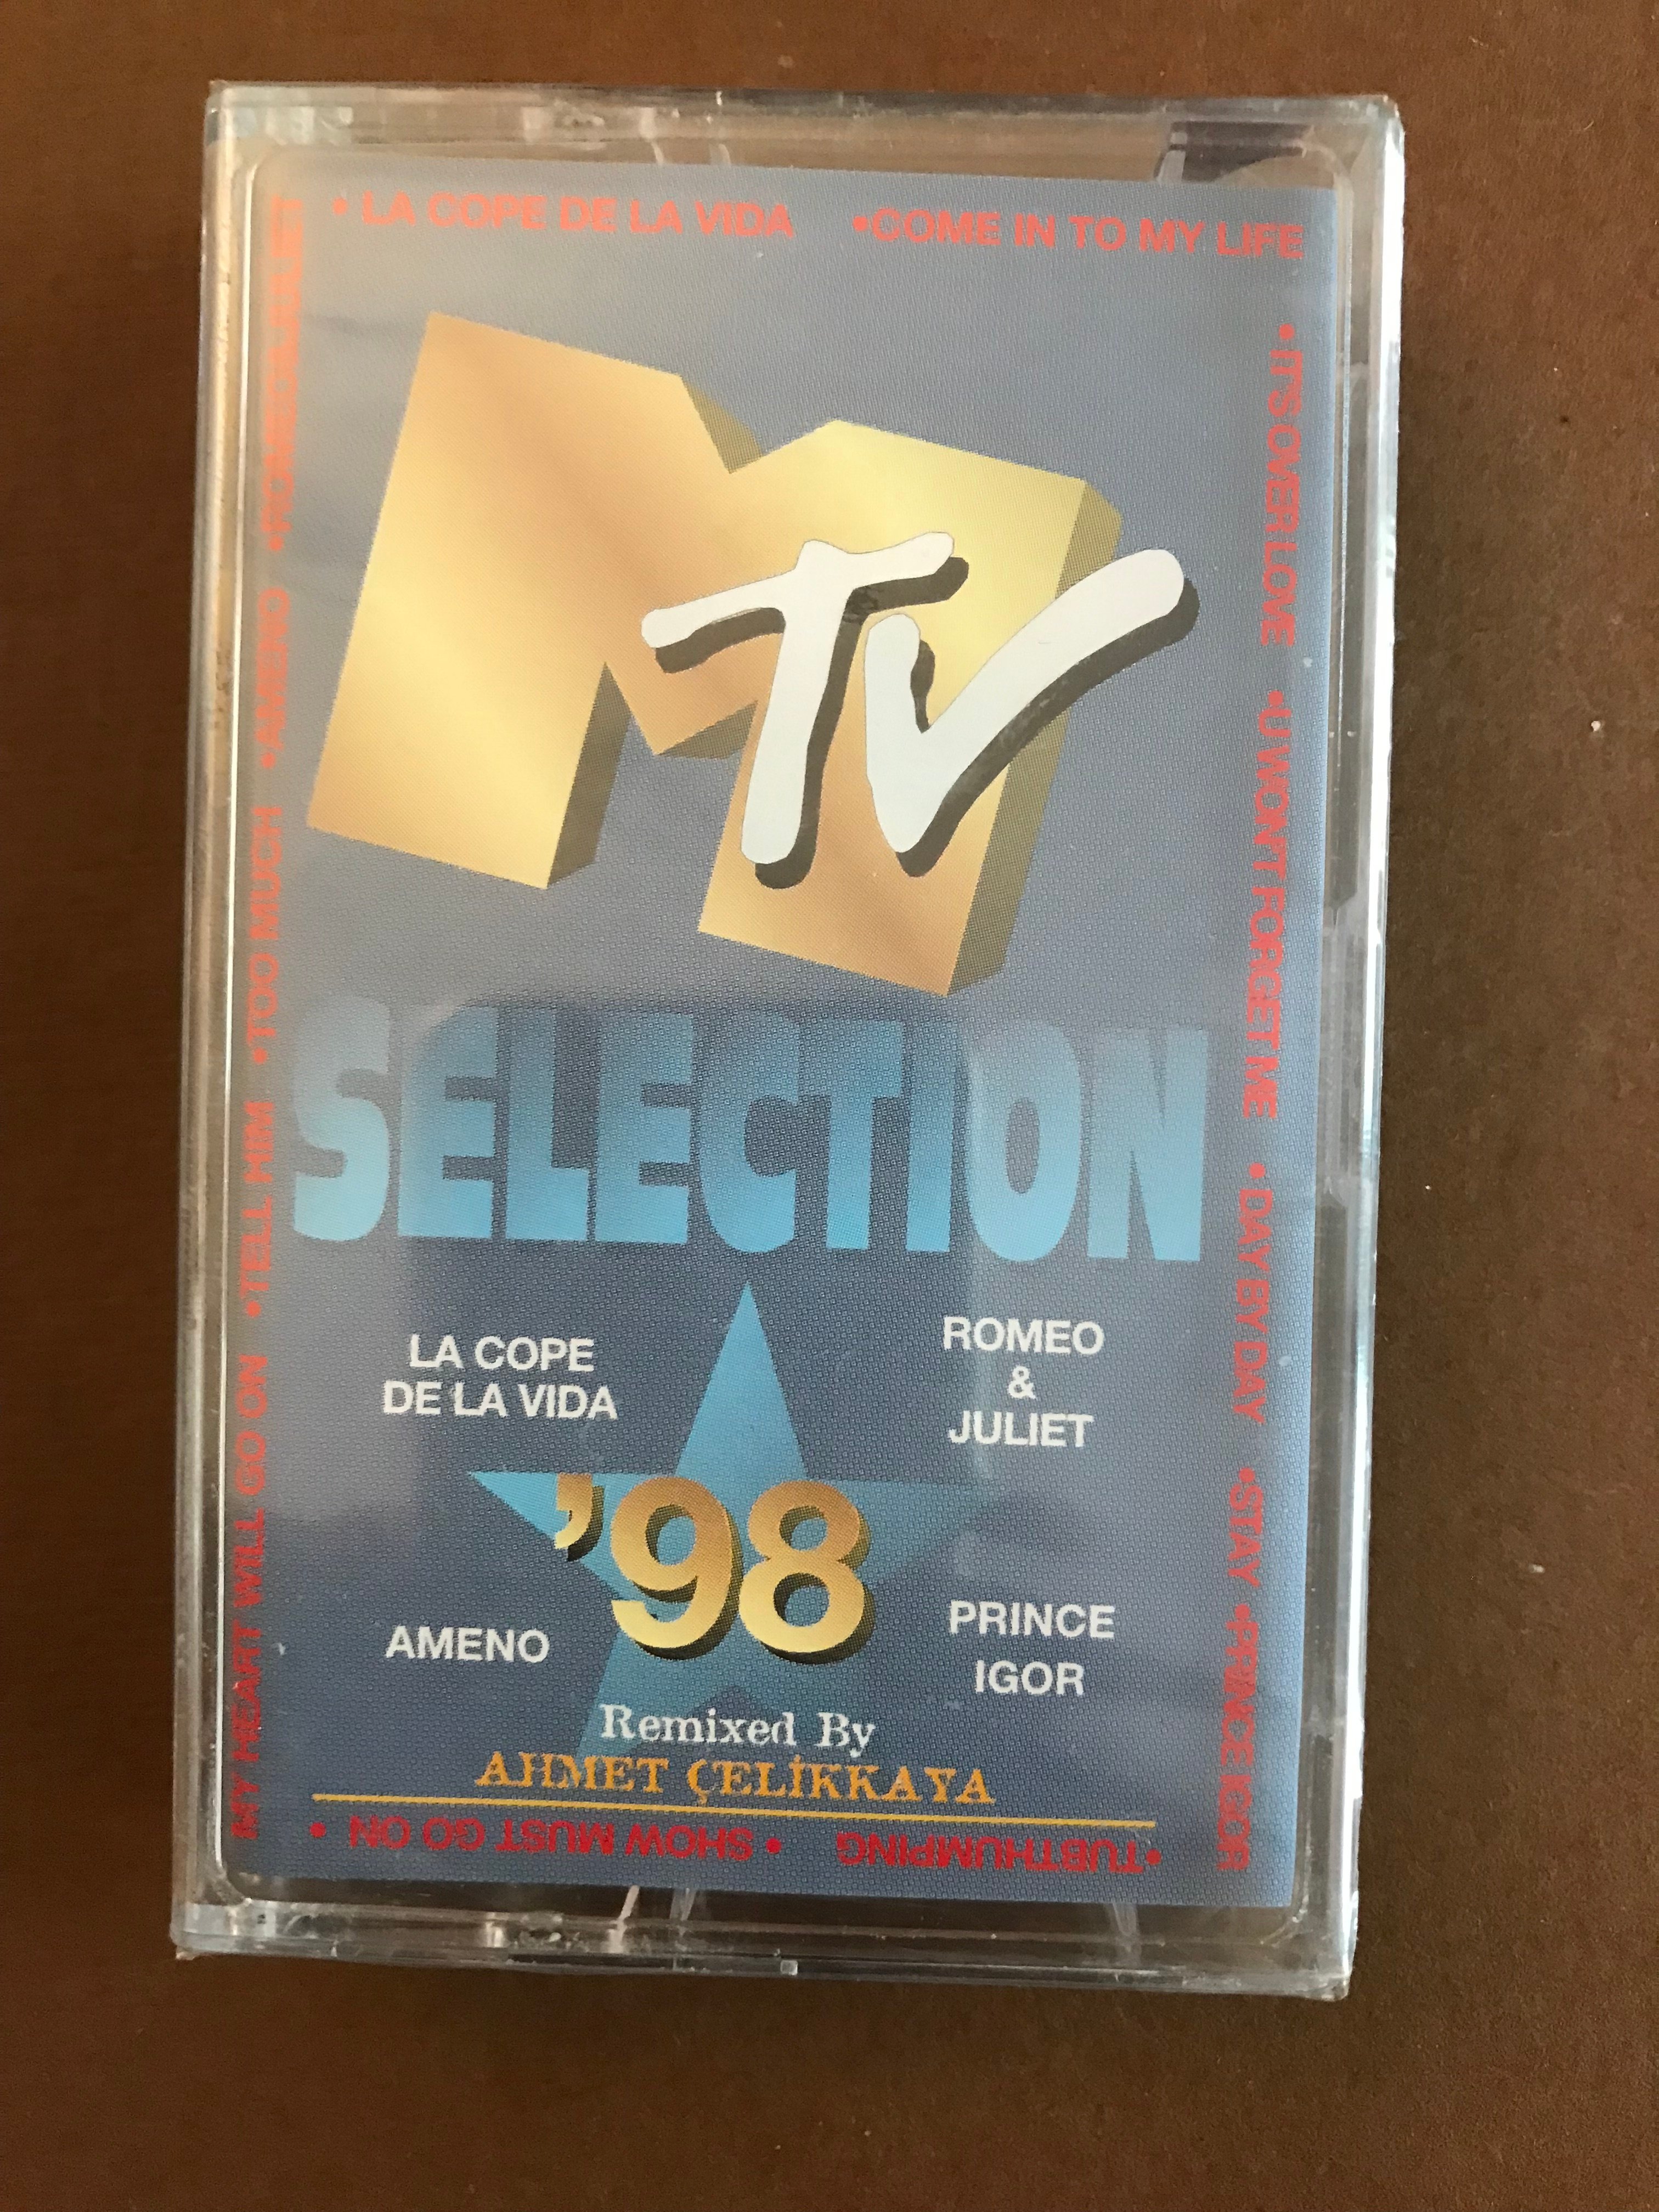 • LA COPE DE LA VIDA •COME IN TO MY LIFE
•IT'S OVER LOVE •U WON'T FORGET ME •DAY BY DAY •STAY •PRINCE IGOR
•TUBTHUMPING •SHOW MUST GO ON •
MY HEART WILL GO ON •TELL HIM •TOO MUCH •AMENO •ROMEO&JULIET
MTV
SELECTION
LA COPE
DE LA VIDA
ROMEO
&
JULIET
'98
AMENO
PRINCE
IGOR
Remixed By
AHMET ÇELİKKAYA